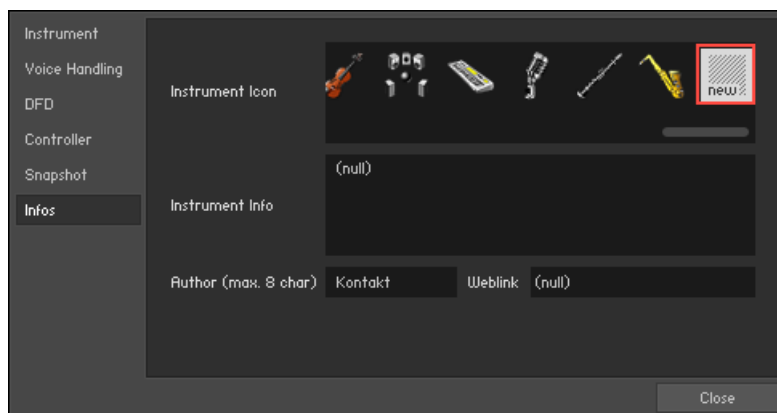 Instrument
Voice Handling
DFD
Controller
Snapshot
Infos
Instrument Icon
new
Instrument Info
(null)
Author (max. 8 char)
Kontakt
Weblink
(null)
Close